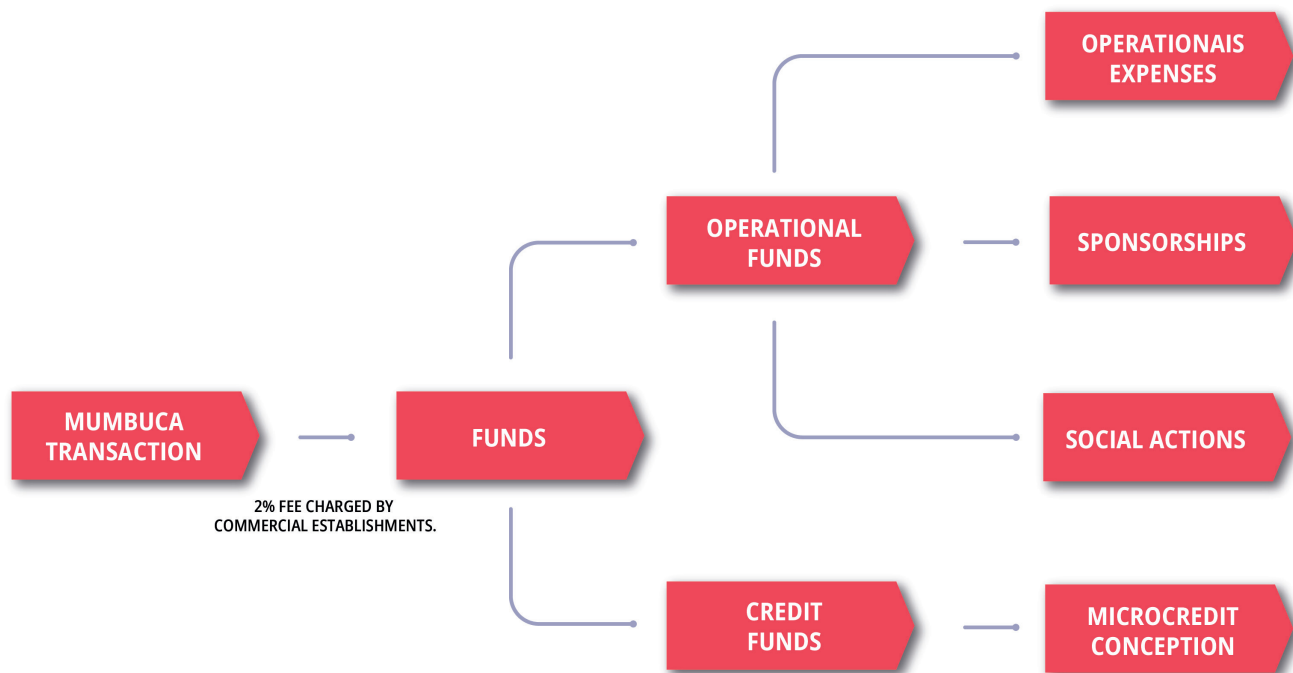 OPERATIONAIS
EXPENSES
OPERATIONAL
FUNDS
SPONSORSHIPS
MUMBUCA
TRANSACTION
FUNDS
SOCIAL ACTIONS
2% FEE CHARGED BY
COMMERCIAL ESTABLISHMENTS.
CREDIT
FUNDS
MICROCREDIT
CONCEPTION